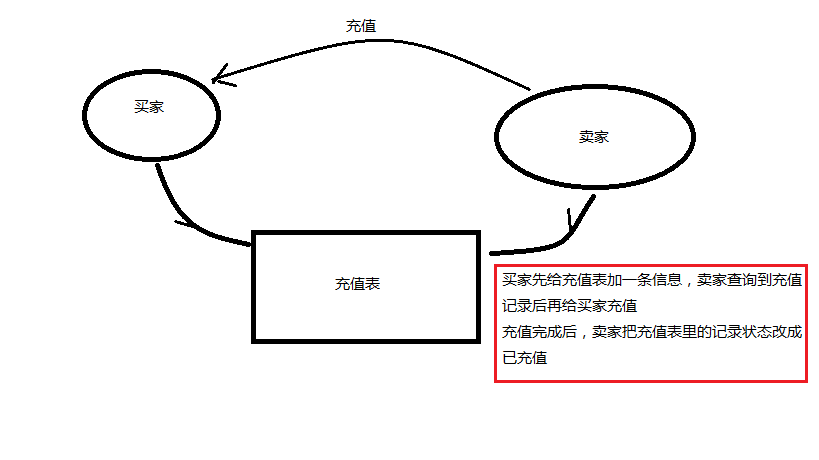 充值
买家
卖家
充值表
买家先给充值表加一条信息，卖家查询到充值
记录后再给买家充值
充值完成后，卖家把充值表里的记录状态改成
已充值